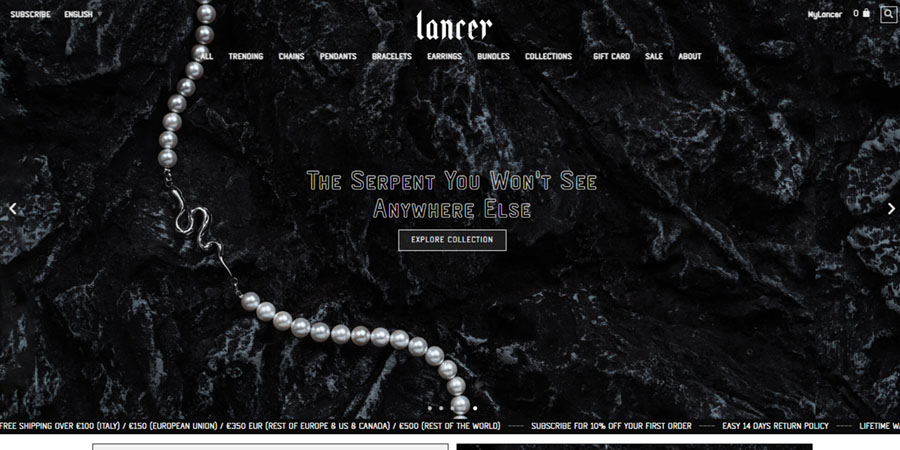 SUBSCRIBE ENGLISH
lancer
MyLancer 0
ALL TRENDING CHAINS PENDANTS BRACELETS EARRINGS BUNDLES COLLECTIONS GIFT CARD SALE ABOUT
The Serpent You Won't See
Anywhere Else
EXPLORE COLLECTION
FREE SHIPPING OVER €100 (ITALY) / €150 (EUROPEAN UNION) / €350 EUR (REST OF EUROPE & US & CANADA) / €500 (REST OF THE WORLD) ---- SUBSCRIBE FOR 10% OFF YOUR FIRST ORDER ---- EASY 14 DAYS RETURN POLICY ---- LIFETIME